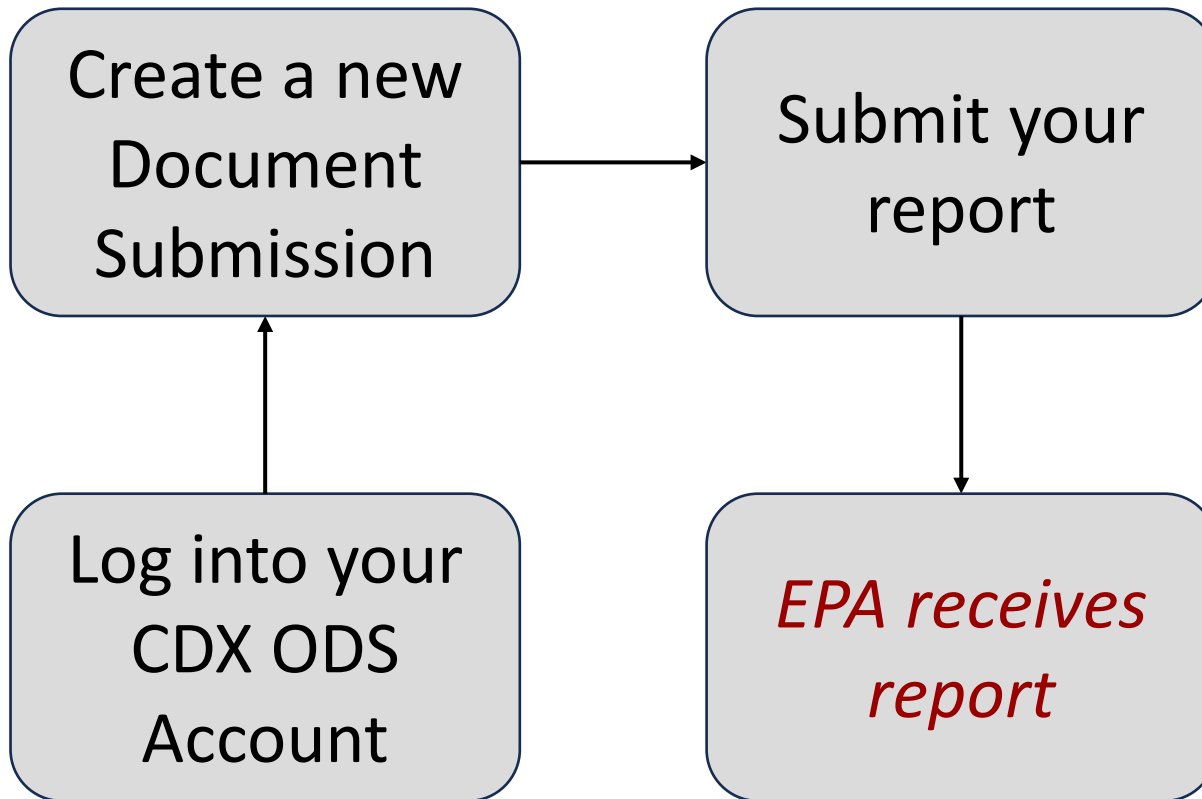 Create a new
Document
Submission
Submit your
report
Log into your
CDX ODS
Account
EPA receives
report